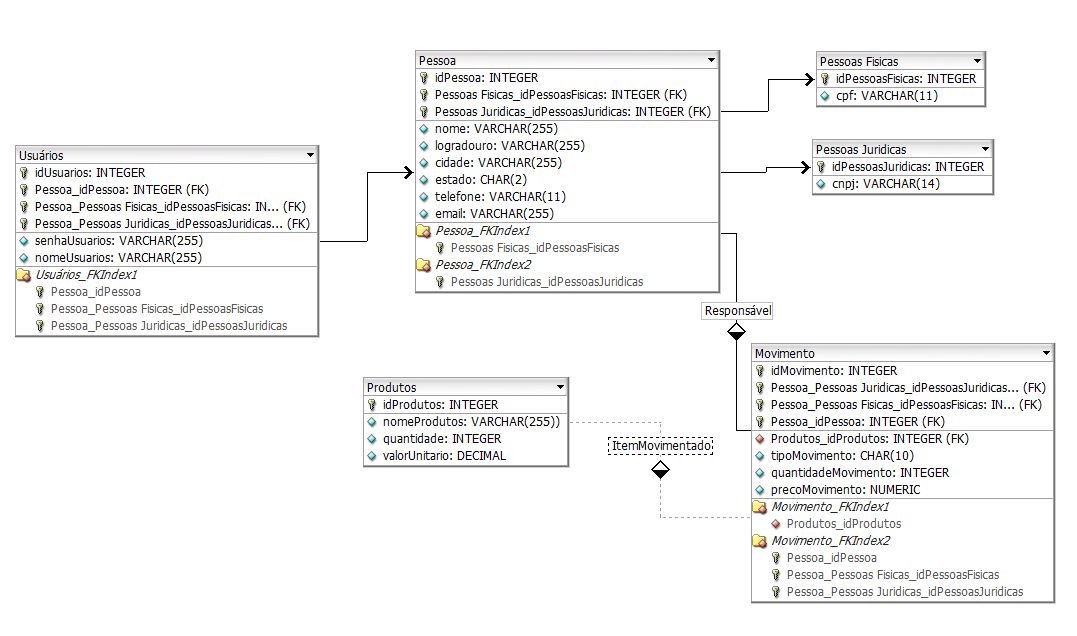 Pessoa
idPessoa: INTEGER
Pessoas Fisicas_idPessoasFisicas: INTEGER (FK)
Pessoas Juridicas_idPessoasJuridicas: INTEGER (FK)
nome: VARCHAR(255)
logradouro: VARCHAR(255)
cidade: VARCHAR(255)
estado: CHAR(2)
telefone: VARCHAR(11)
email: VARCHAR(255)
Pessoa_FKIndex1
Pessoas Fisicas_idPessoasFisicas
Pessoa_FKIndex2
Pessoas Juridicas_idPessoasJuridicas
Pessoas Fisicas
idPessoasFisicas: INTEGER
cpf: VARCHAR(11)
Pessoas Juridicas
idPessoasJuridicas: INTEGER
cnpj: VARCHAR(14)
Usuários
idUsuarios: INTEGER
Pessoa_idPessoa: INTEGER (FK)
Pessoa_Pessoas Fisicas_idPessoasFisicas: IN... (FK)
Pessoa_Pessoas Juridicas_idPessoasJuridicas... (FK)
senhaUsuarios: VARCHAR(255)
nomeUsuarios: VARCHAR(255)
Usuários_FKIndex1
Pessoa_idPessoa
Pessoa_Pessoas Fisicas_idPessoasFisicas
Pessoa_Pessoas Juridicas_idPessoasJuridicas
Responsável
Produtos
idProdutos: INTEGER
nomeProdutos: VARCHAR(255))
quantidade: INTEGER
valorUnitario: DECIMAL
ItemMovimentado
Movimento
idMovimento: INTEGER
Pessoa_Pessoas Juridicas_idPessoasJuridicas... (FK)
Pessoa_Pessoas Fisicas_idPessoasFisicas: IN... (FK)
Pessoa_idPessoa: INTEGER (FK)
Produtos_idProdutos: INTEGER (FK)
tipoMovimento: CHAR(10)
quantidadeMovimento: INTEGER
precoMovimento: NUMERIC
Movimento_FKIndex1
Produtos_idProdutos
Movimento_FKIndex2
Pessoa_idPessoa
Pessoa_Pessoas Fisicas_idPessoasFisicas
Pessoa_Pessoas Juridicas_idPessoasJuridicas